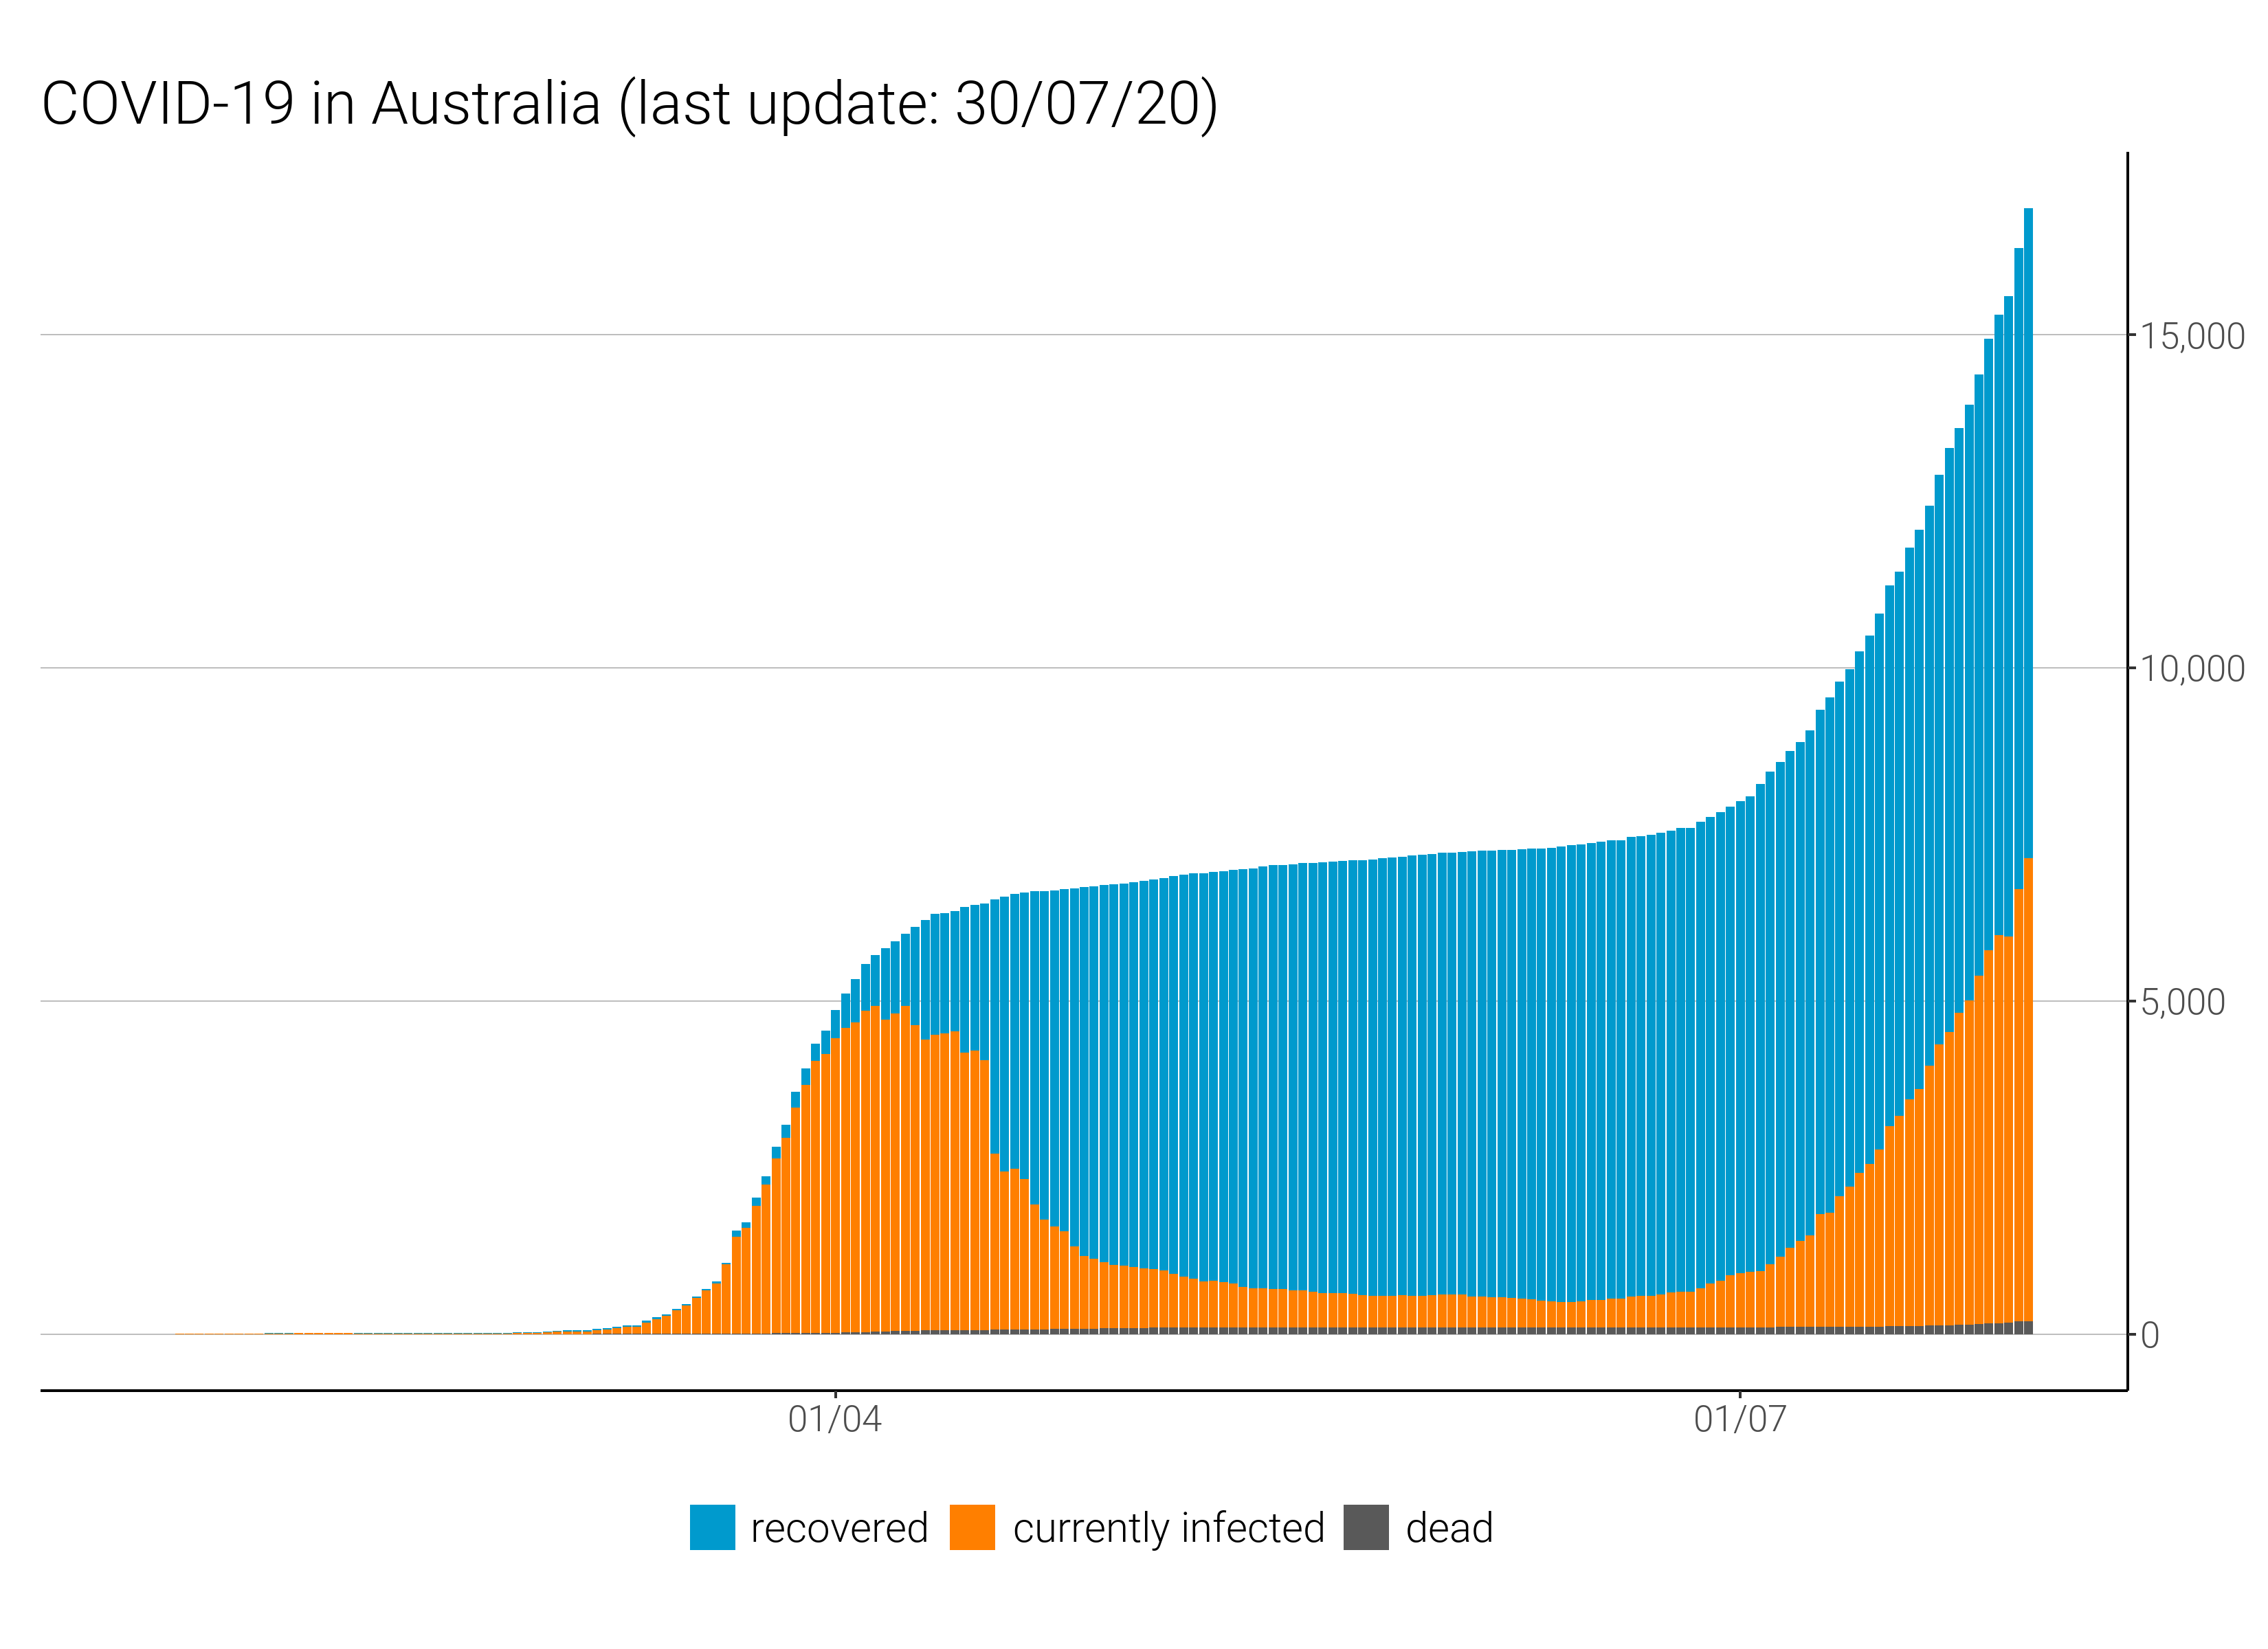 COVID-19 in Australia (last update: 30/07/20)
15,000
10,000
5,000
0
01/04 01/07
recovered currently infected dead